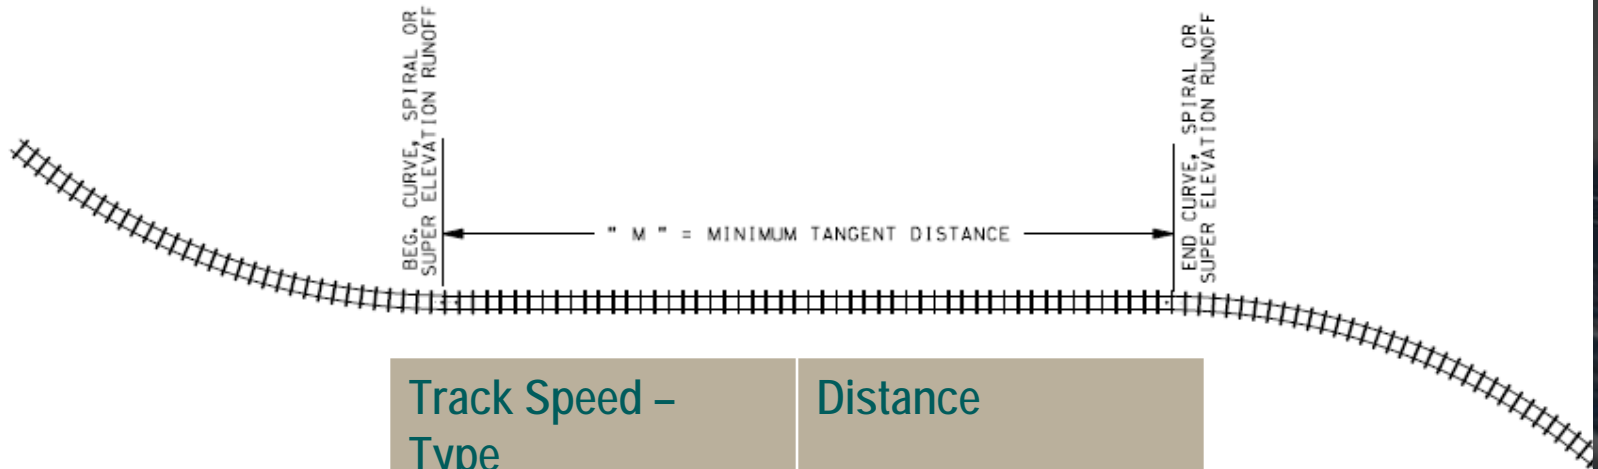 BEG. CURVE, SPIRAL OR
SUPER ELEVATION RUNOFF
" M " = MINIMUM TANGENT DISTANCE
END CURVE, SPIRAL OR
SUPER ELEVATION RUNOFF
Track Speed –
Type
Distance